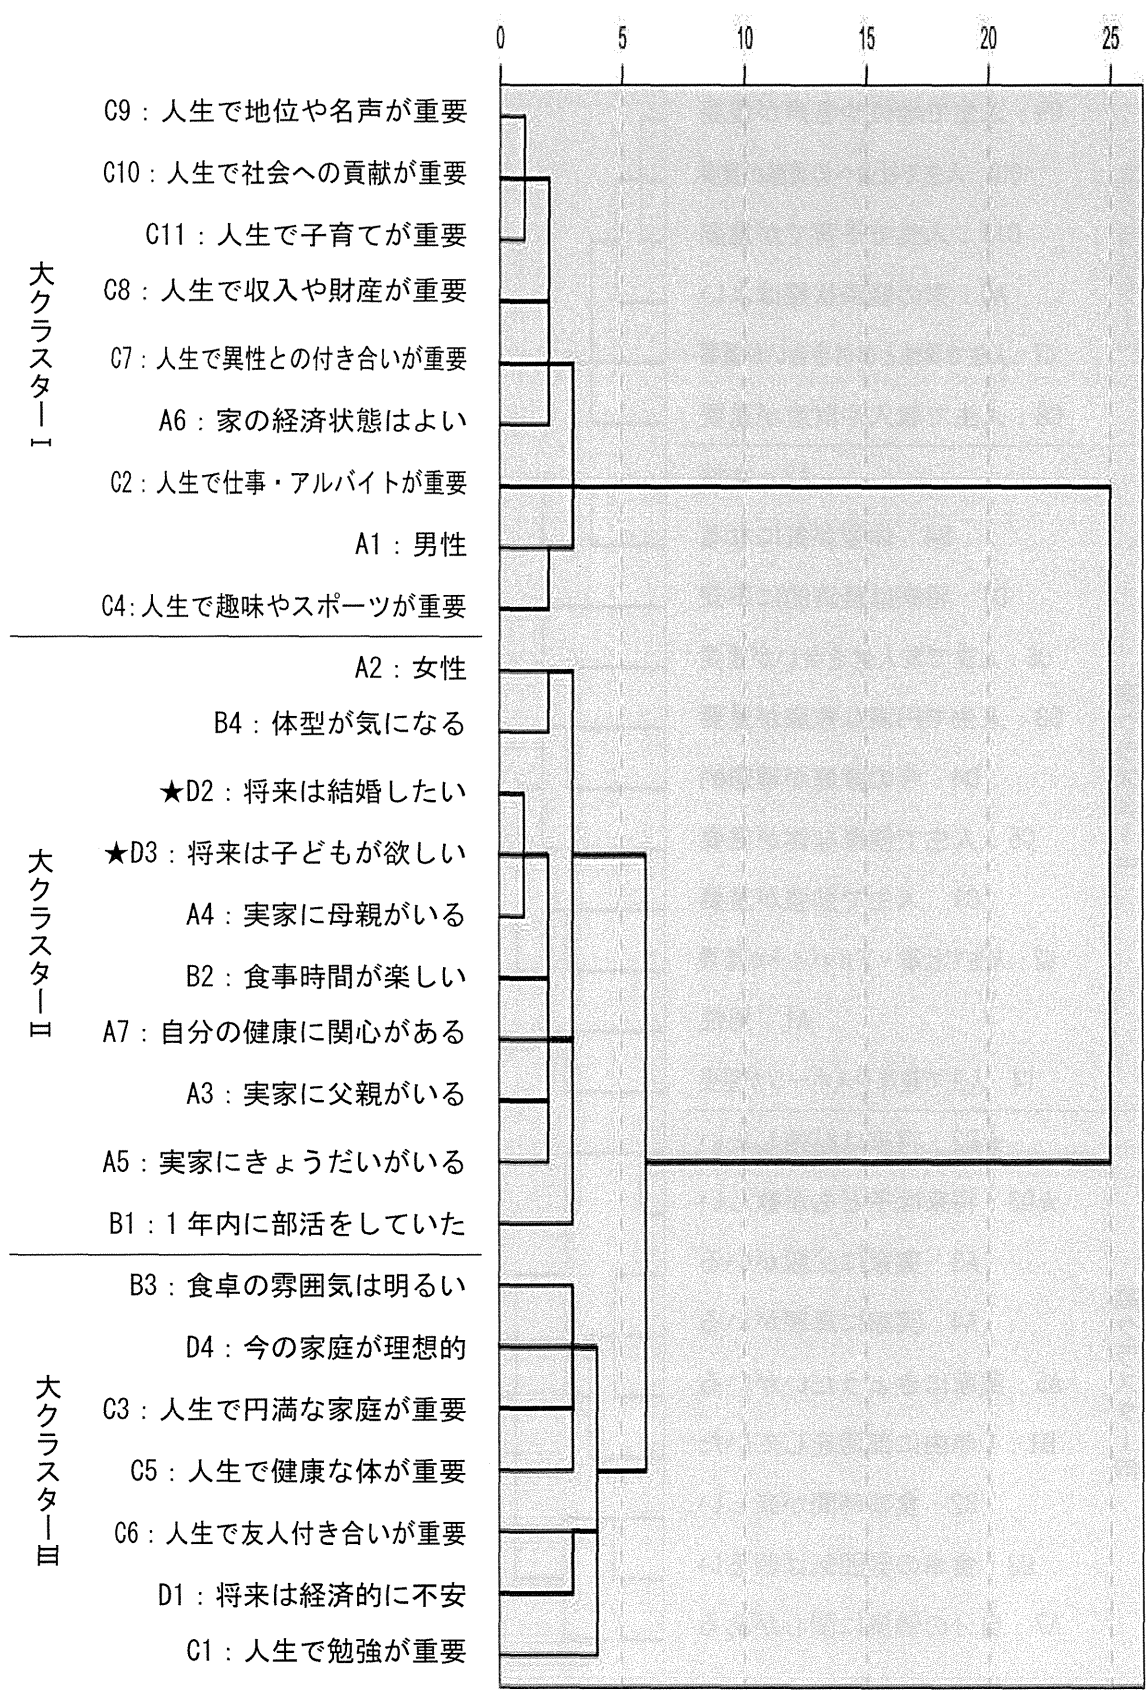 0 5 10 15 20 25
大クラスターⅠ
C9：人生で地位や名声が重要
C10：人生で社会への貢献が重要
C11：人生で子育てが重要
C8：人生で収入や財産が重要
C7：人生で異性との付き合いが重要
A6：家の経済状態はよい
C2：人生で仕事・アルバイトが重要
A1：男性
C4：人生で趣味やスポーツが重要
大クラスターⅡ
A2：女性
B4：体型が気になる
★D2：将来は結婚したい
★D3：将来は子どもが欲しい
A4：実家に母親がいる
B2：食事時間が楽しい
A7：自分の健康に関心がある
A3：実家に父親がいる
A5：実家にきょうだいがいる
B1：1年内に部活をしていた
大クラスターⅢ
B3：食卓の雰囲気は明るい
D4：今の家庭が理想的
C3：人生で円満な家庭が重要
C5：人生で健康な体が重要
C6：人生で友人付き合いが重要
D1：将来は経済的に不安
C1：人生で勉強が重要